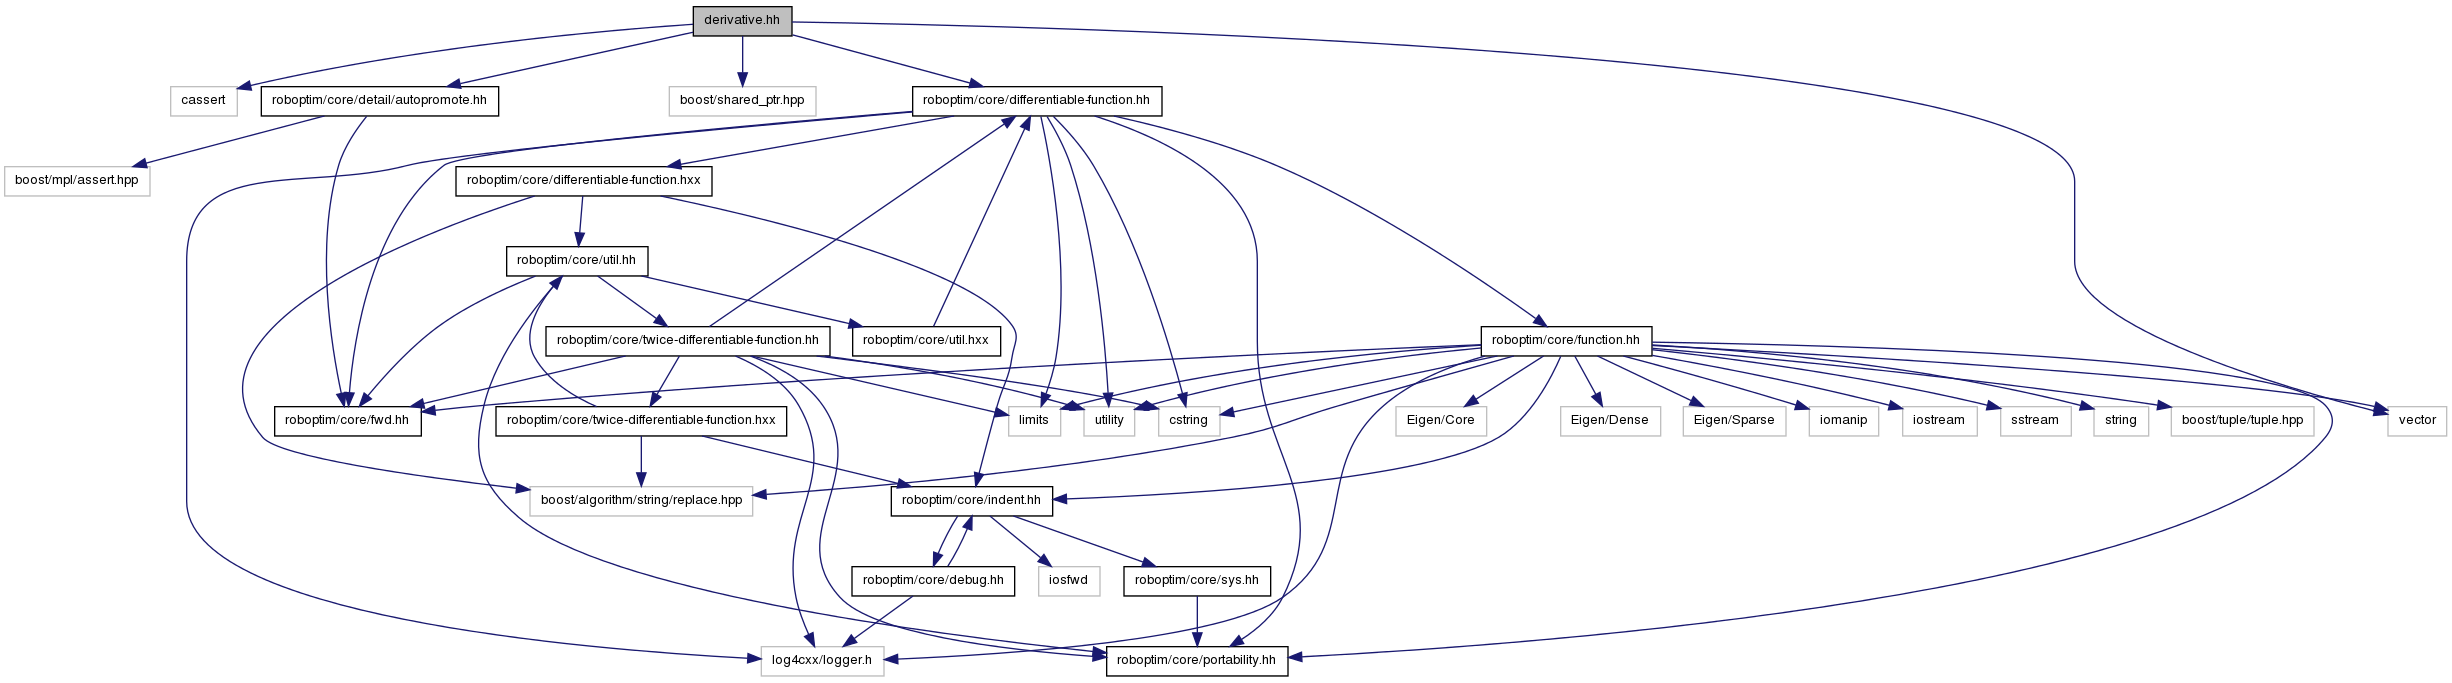 derivative.hh
cassert
roboptim/core/detail/autopromote.hh
boost/shared_ptr.hpp
roboptim/core/differentiable-function.hh
boost/mpl/assert.hpp
roboptim/core/differentiable-function.hxx
roboptim/core/util.hh
roboptim/core/twice-differentiable-function.hh
roboptim/core/util.hxx
roboptim/core/function.hh
roboptim/core/fwd.hh
roboptim/core/twice-differentiable-function.hxx
limits
utility
cstring
Eigen/Core
Eigen/Dense
Eigen/Sparse
iomanip
iostream
sstream
string
boost/tuple/tuple.hpp
vector
boost/algorithm/string/replace.hpp
roboptim/core/indent.hh
roboptim/core/debug.hh
iosfwd
roboptim/core/sys.hh
log4cxx/logger.h
roboptim/core/portability.hh